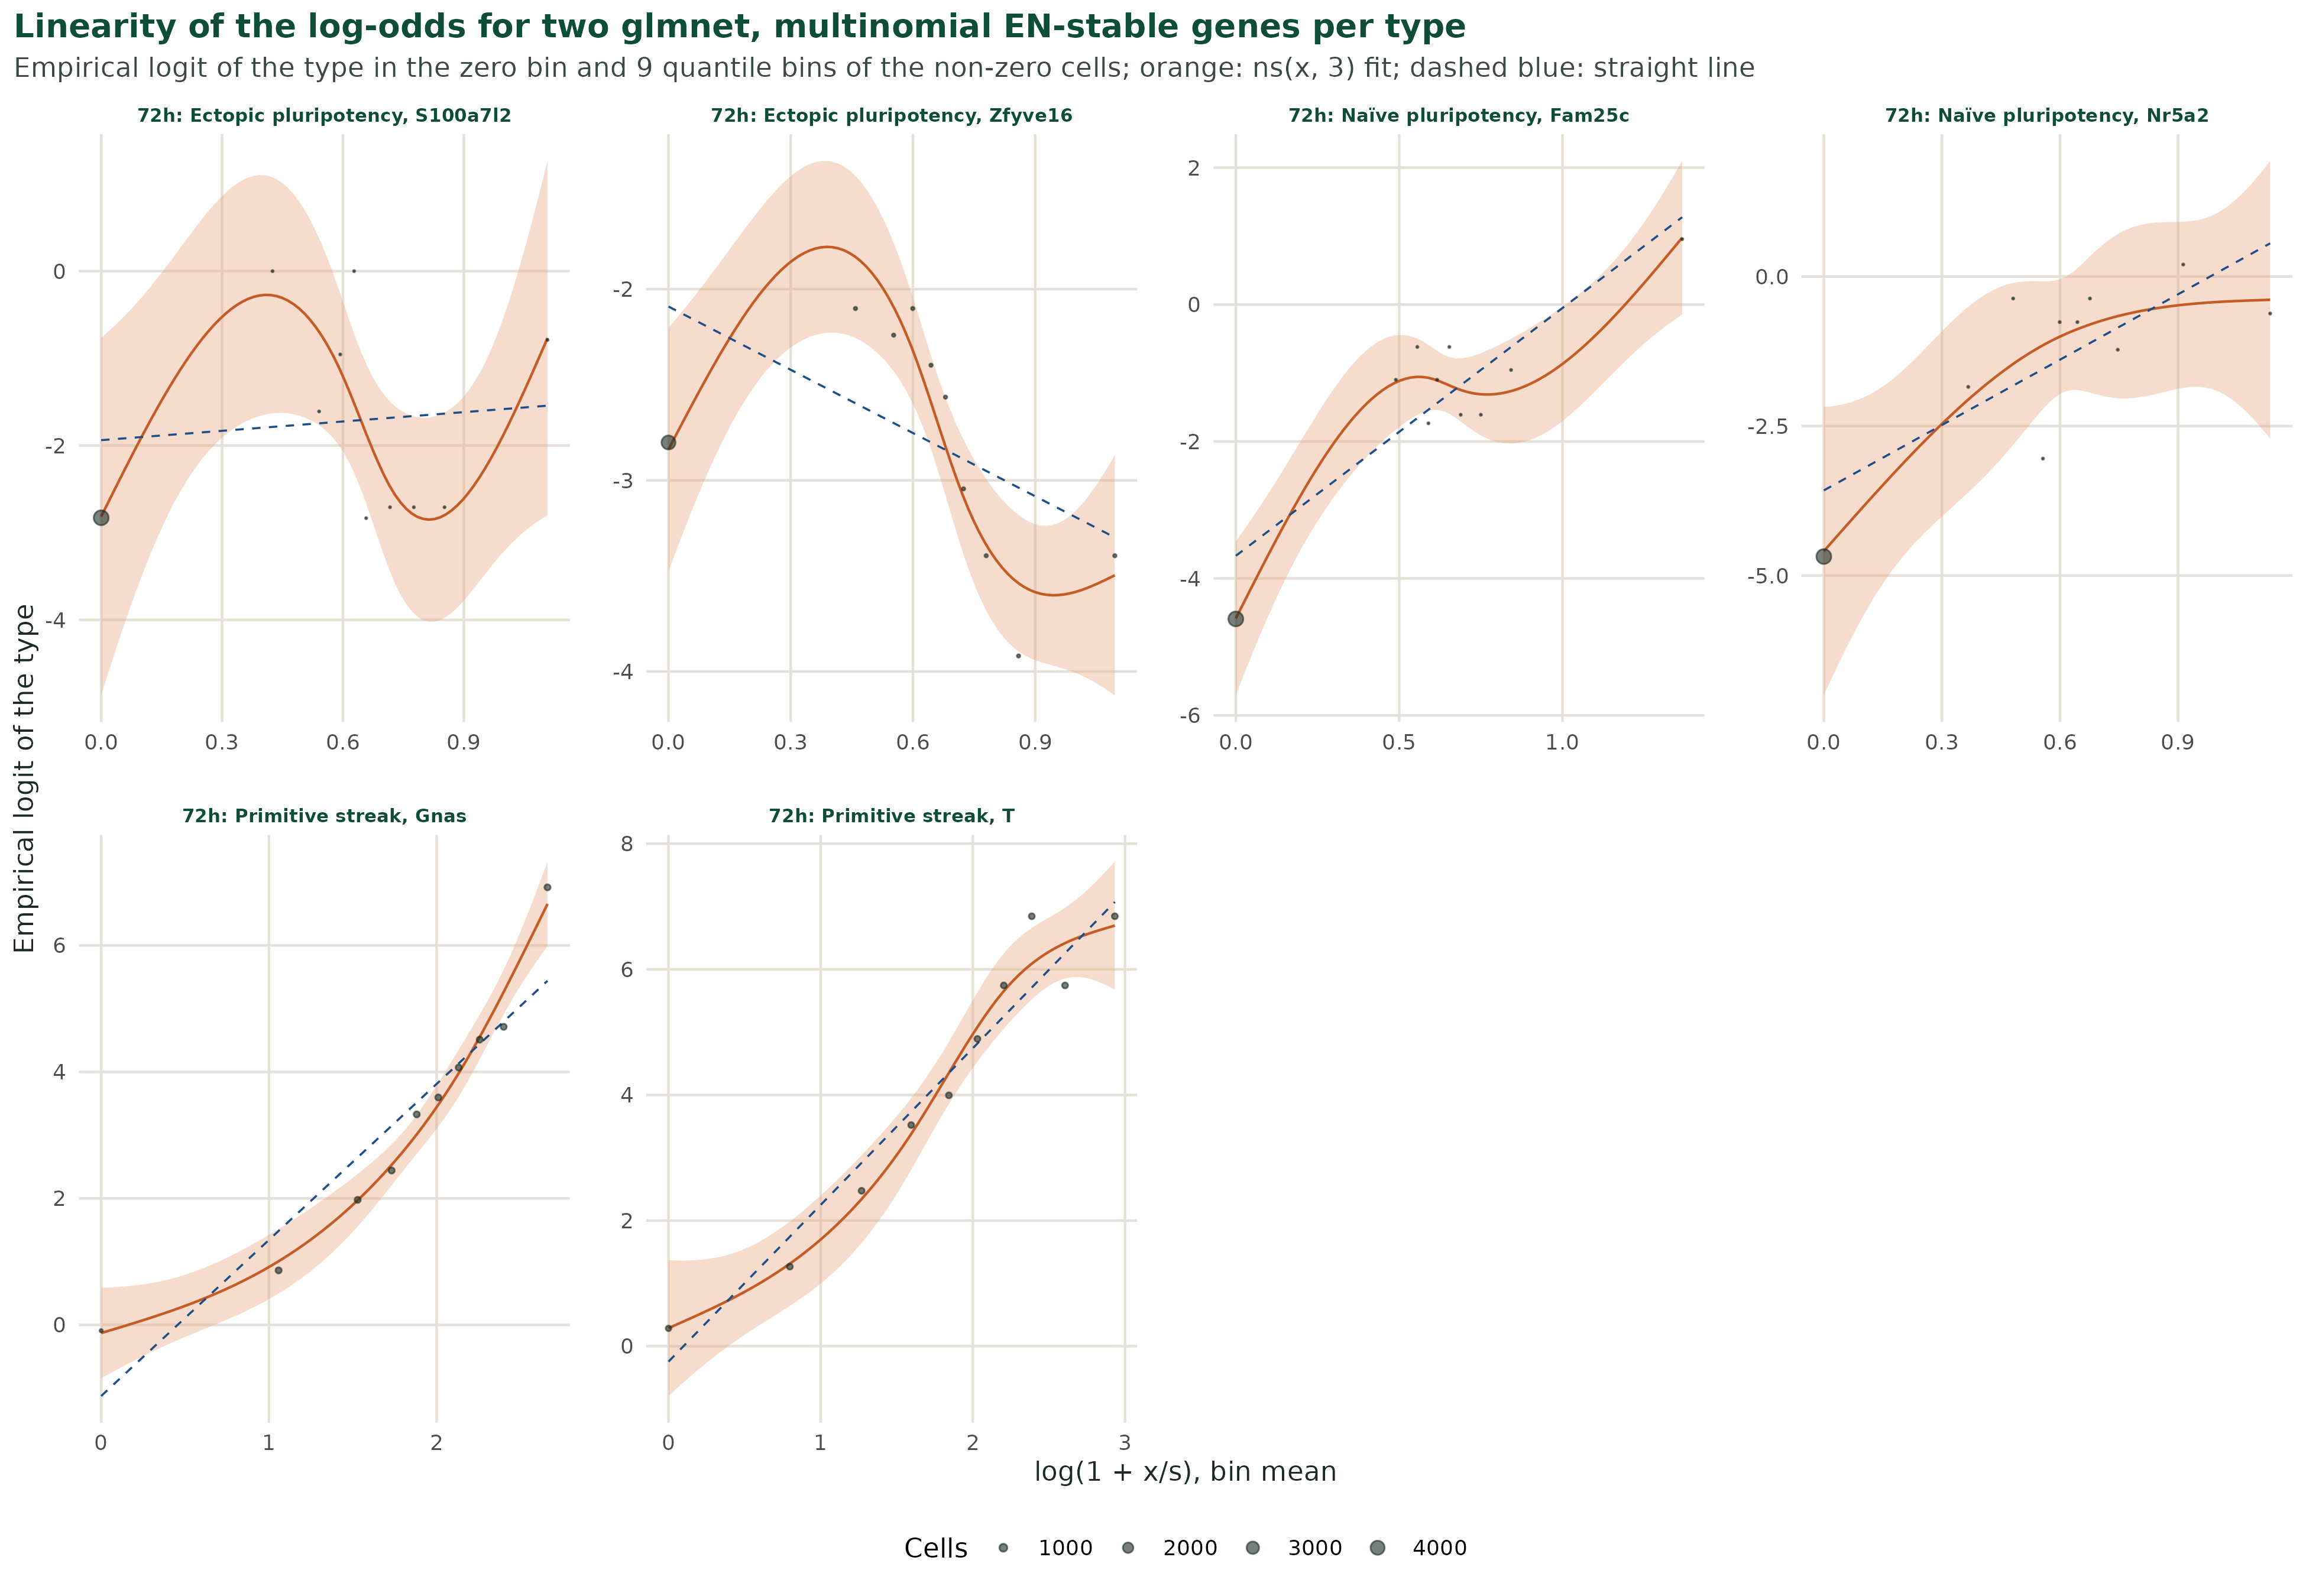 Linearity of the log-odds for two glmnet, multinomial EN-stable genes per type
Empirical logit of the type in the zero bin and 9 quantile bins of the non-zero cells; orange: ns(x, 3) fit; dashed blue: straight line
72h: Ectopic pluripotency, S100a7l2
72h: Ectopic pluripotency, Zfyve16
72h: Naïve pluripotency, Fam25c
72h: Naïve pluripotency, Nr5a2
0
-2
-4
0.0 0.3 0.6 0.9
-2
-3
-4
0.0 0.3 0.6 0.9
2
0
-2
-4
-6
0.0 0.5 1.0
0.0
-2.5
-5.0
0.0 0.3 0.6 0.9
Empirical logit of the type
72h: Primitive streak, Gnas
72h: Primitive streak, T
6
4
2
0
0 1 2
8
6
4
2
0
0 1 2 3
log(1 + x/s), bin mean
Cells 1000 2000 3000 4000